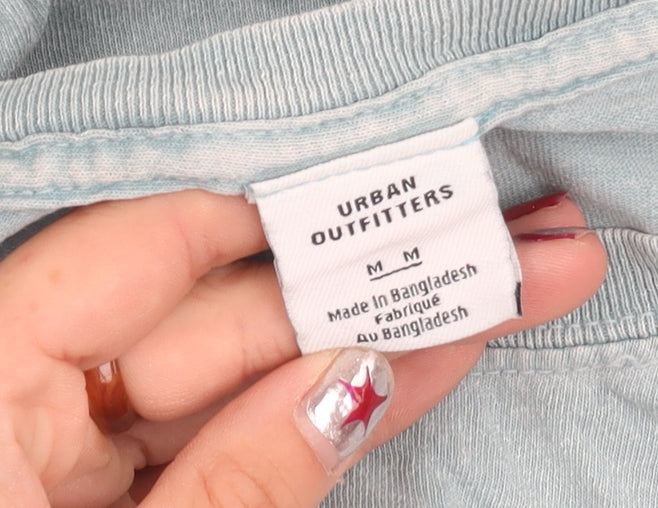 URBAN
OUTFITTERS
M M
Made In Bangladesh
Fabriqué
Au Bangladesh